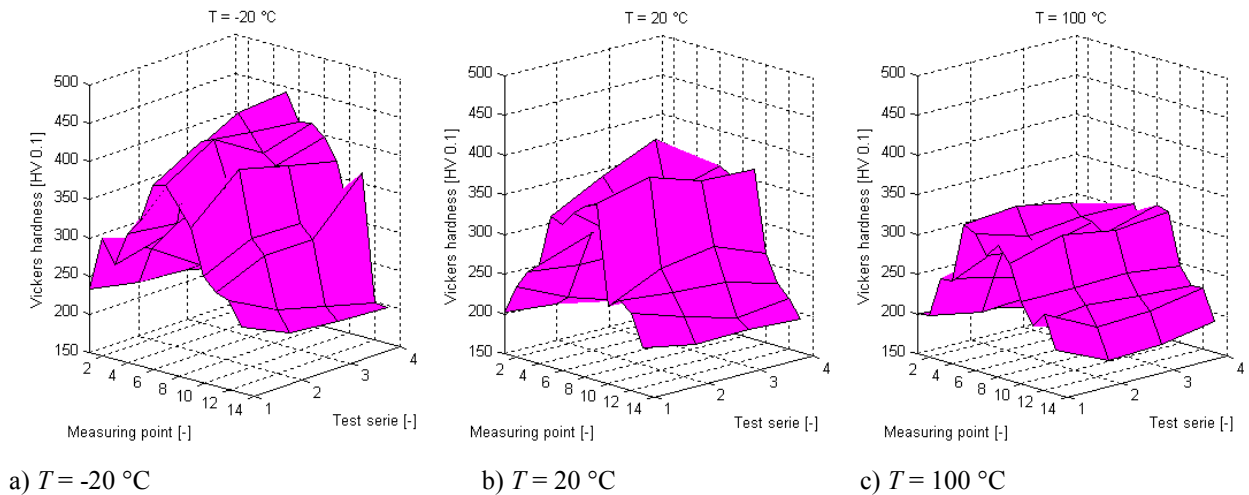 T = -20 °C
500
450
400
350
300
250
200
150
Vickers hardness [HV 0.1]
2 4 6 8 10 12 14
1 2 3 4
Measuring point [-]
Test serie [-]
a) T = -20 °C
T = 20 °C
500
450
400
350
300
250
200
150
Vickers hardness [HV 0.1]
2 4 6 8 10 12 14
1 2 3 4
Measuring point [-]
Test serie [-]
b) T = 20 °C
T = 100 °C
500
450
400
350
300
250
200
150
Vickers hardness [HV 0.1]
2 4 6 8 10 12 14
1 2 3 4
Measuring point [-]
Test serie [-]
c) T = 100 °C